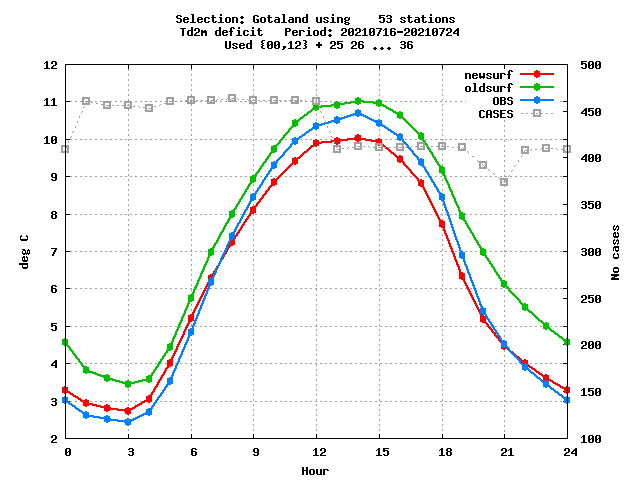 Selection: Gotaland using    53 stations
Td2m deficit   Period: 20210716-20210724
Used {00,12} + 25 26 ... 36
newsurf
oldsurf
OBS
CASES
12
11
10
9
8
7
6
5
4
3
2
500
450
400
350
300
250
200
150
100
deg C
No cases
0 3 6 9 12 15 18 21 24
Hour